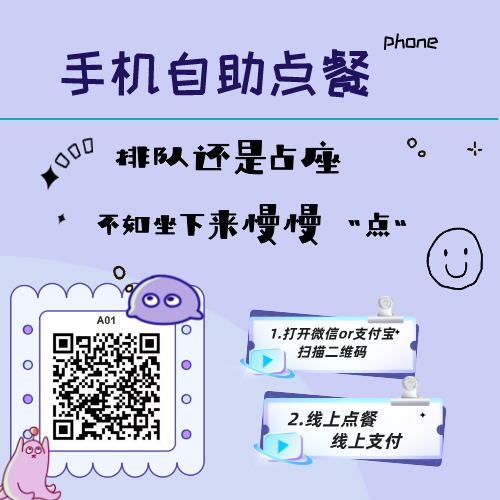 Phone
手机自助点餐
排队还是占座
不如坐下来慢慢“点“
A01
1.打开微信or支付宝
扫描二维码
2.线上点餐
线上支付